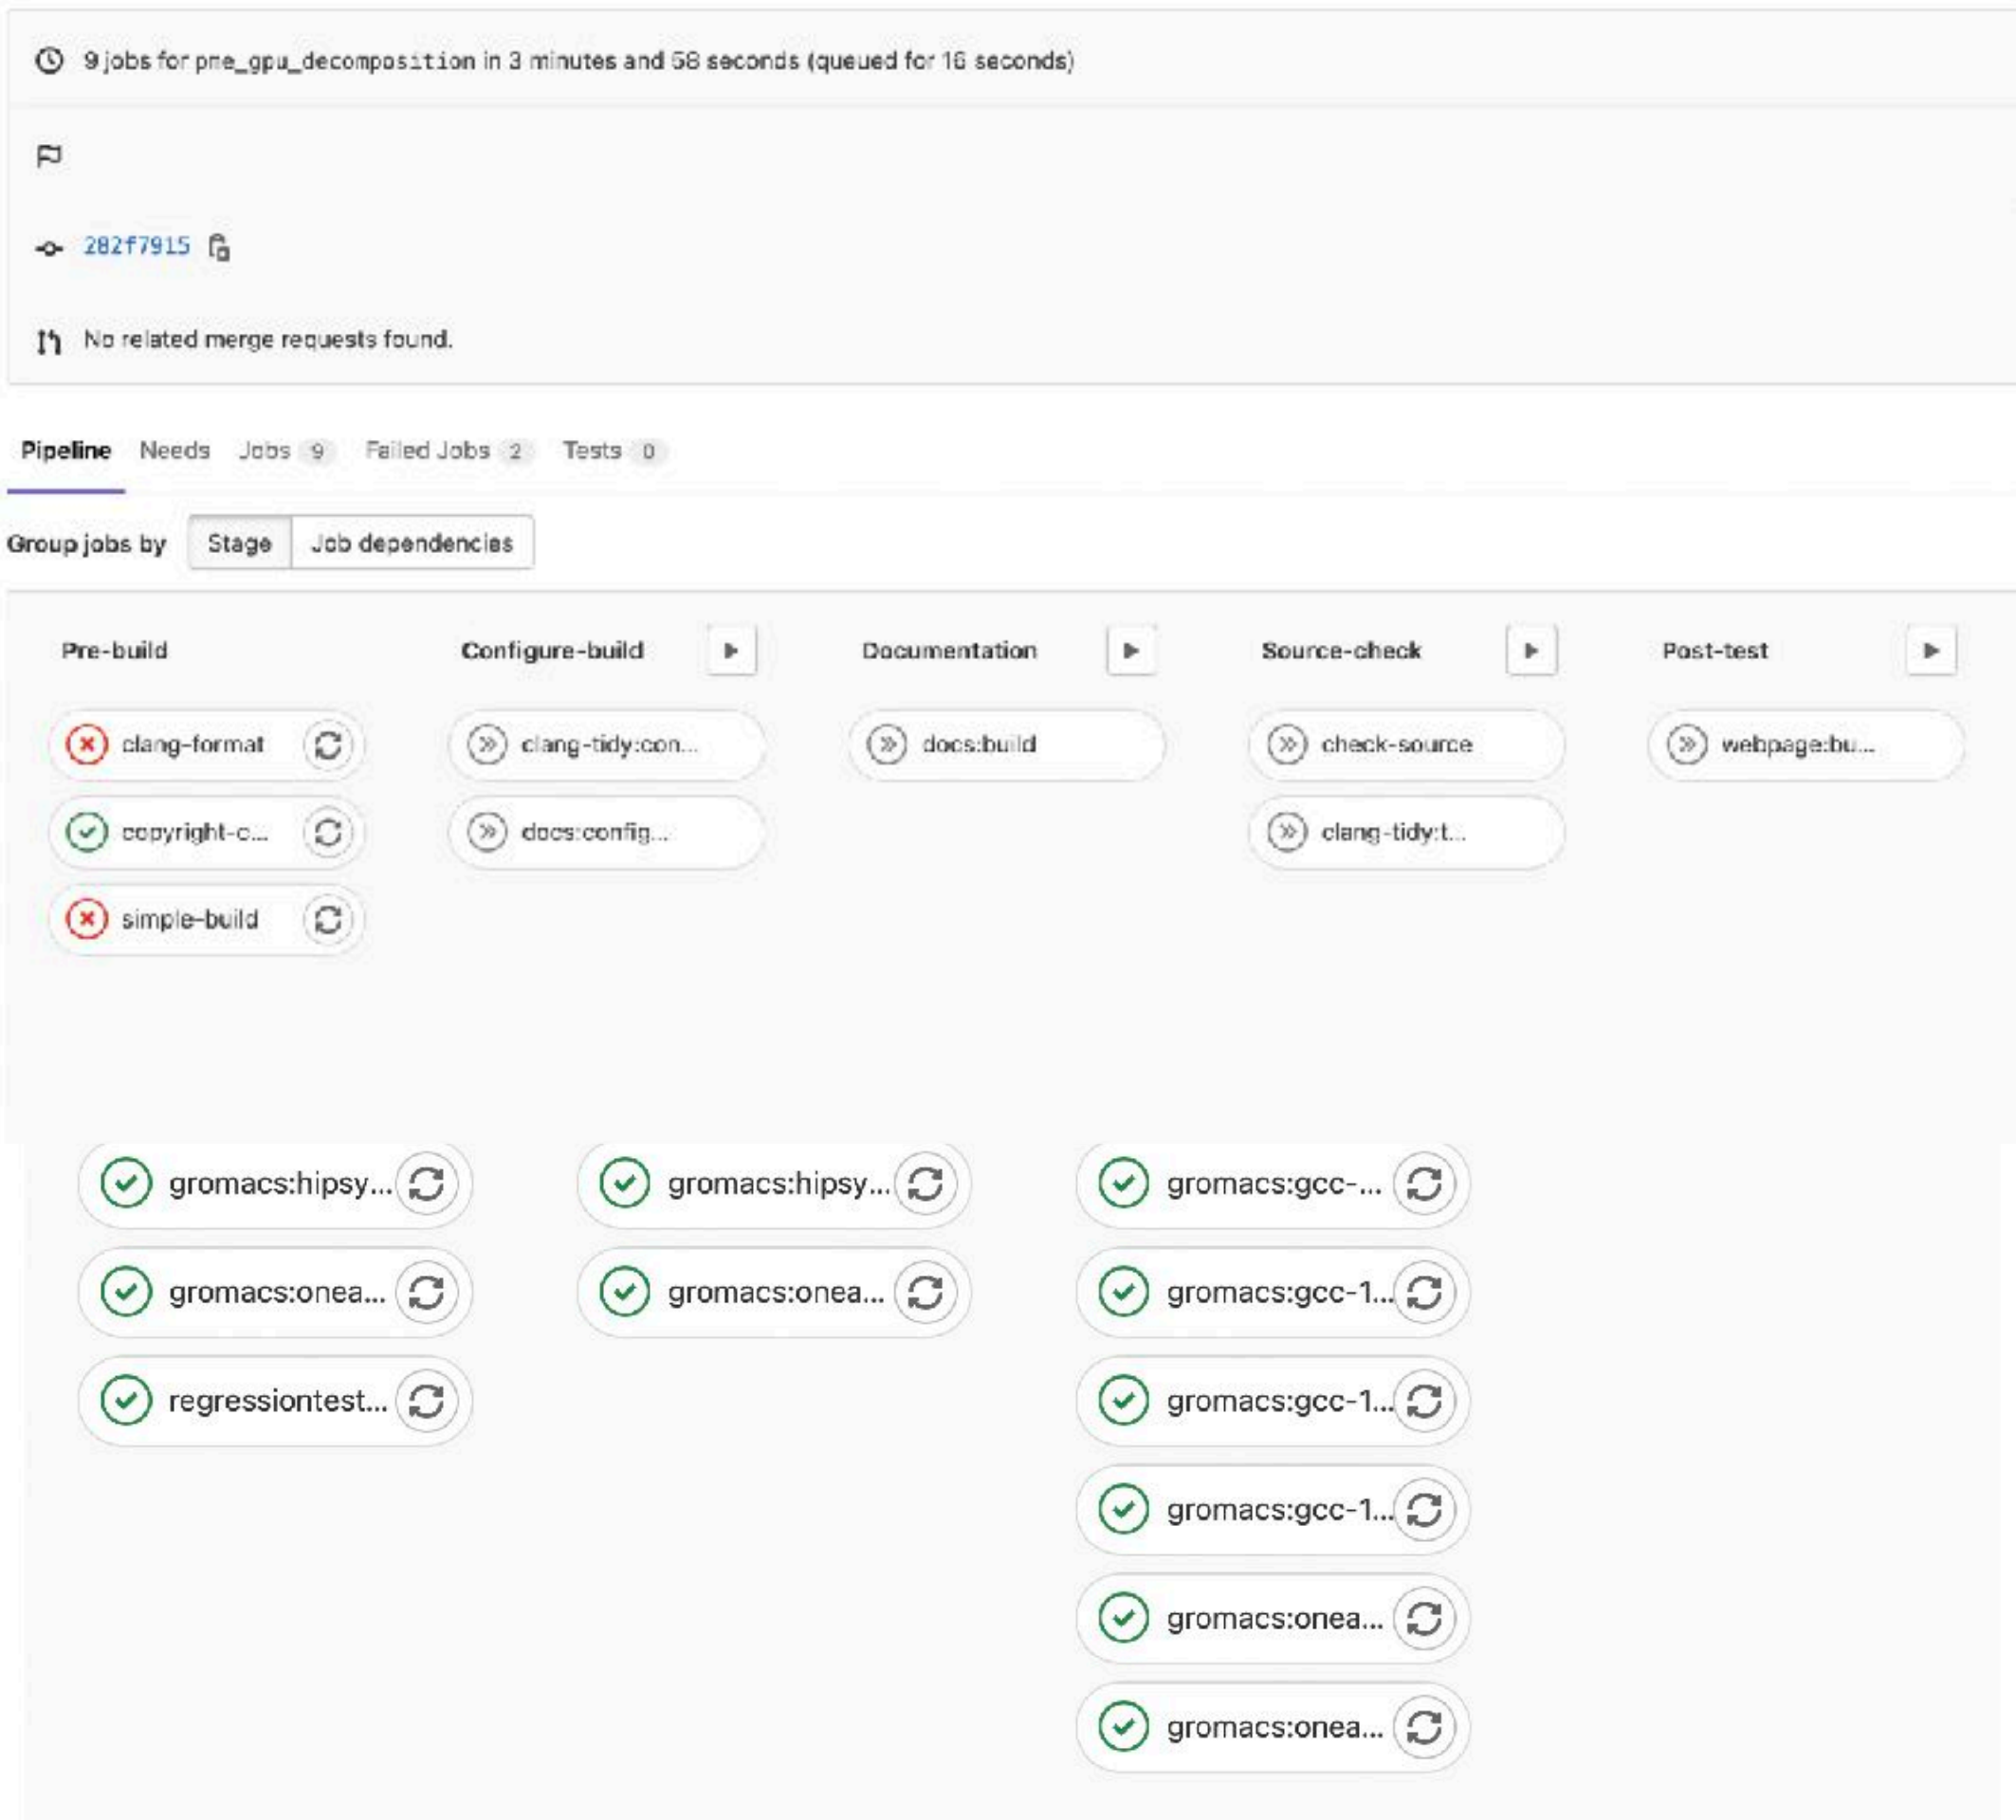 9 jobs for pme_gpu_decomposition in 3 minutes and 58 seconds (queued for 16 seconds)
282f7915
No related merge requests found.
Pipeline Needs Jobs 9 Failed Jobs 2 Tests 0
Group jobs by Stage Job dependencies
Pre-build Configure-build Documentation Source-check Post-test
clang-format clang-tidy:con... docs:build check-source webpage:bu...
copyright-c... docs:config... clang-tidy:t...
simple-build
gromacs:hipsy... gromacs:hipsy... gromacs:gcc-...
gromacs:onea... gromacs:onea... gromacs:gcc-1...
regressiontest... gromacs:gcc-1...
gromacs:gcc-1...
gromacs:onea...
gromacs:onea...